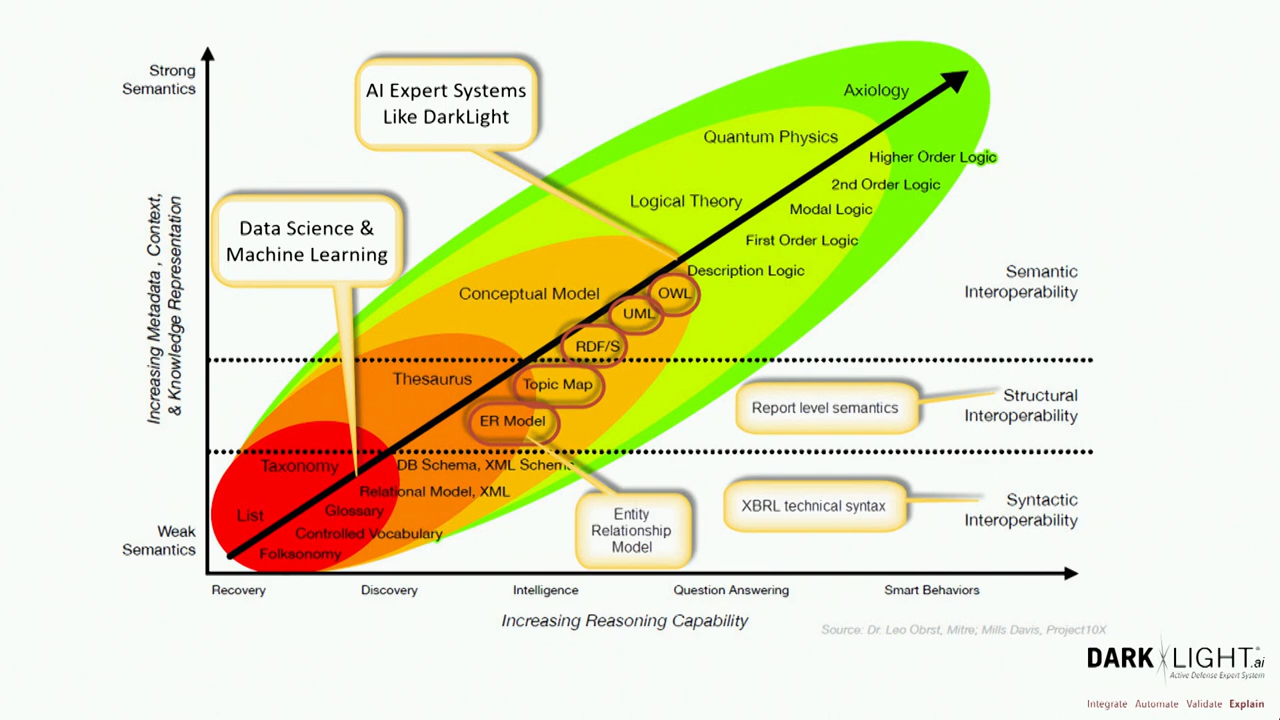 Strong
Semantics
AI Expert Systems
Like DarkLight
Axiology
Quantum Physics
Higher Order Logic
2nd Order Logic
Logical Theory
Modal Logic
Data Science &
Machine Learning
First Order Logic
Description Logic
Semantic
Interoperability
Increasing Metadata , Context,
& Knowledge Representation
Conceptual Model
OWL
UML
RDF/S
Thesaurus
Topic Map
ER Model
Report level semantics
Structural
Interoperability
Taxonomy
DB Schema, XML Schema
Relational Model, XML
List
Glossary
Controlled Vocabulary
Folksonomy
Entity
Relationship
Model
XBRL technical syntax
Syntactic
Interoperability
Weak
Semantics
Recovery
Discovery
Intelligence
Question Answering
Smart Behaviors
Increasing Reasoning Capability
Source: Dr. Leo Obrst, Mitre; Mills Davis, Project10X
DARK LIGHT®.ai
Active Defense Expert System
Integrate Automate Validate Explain